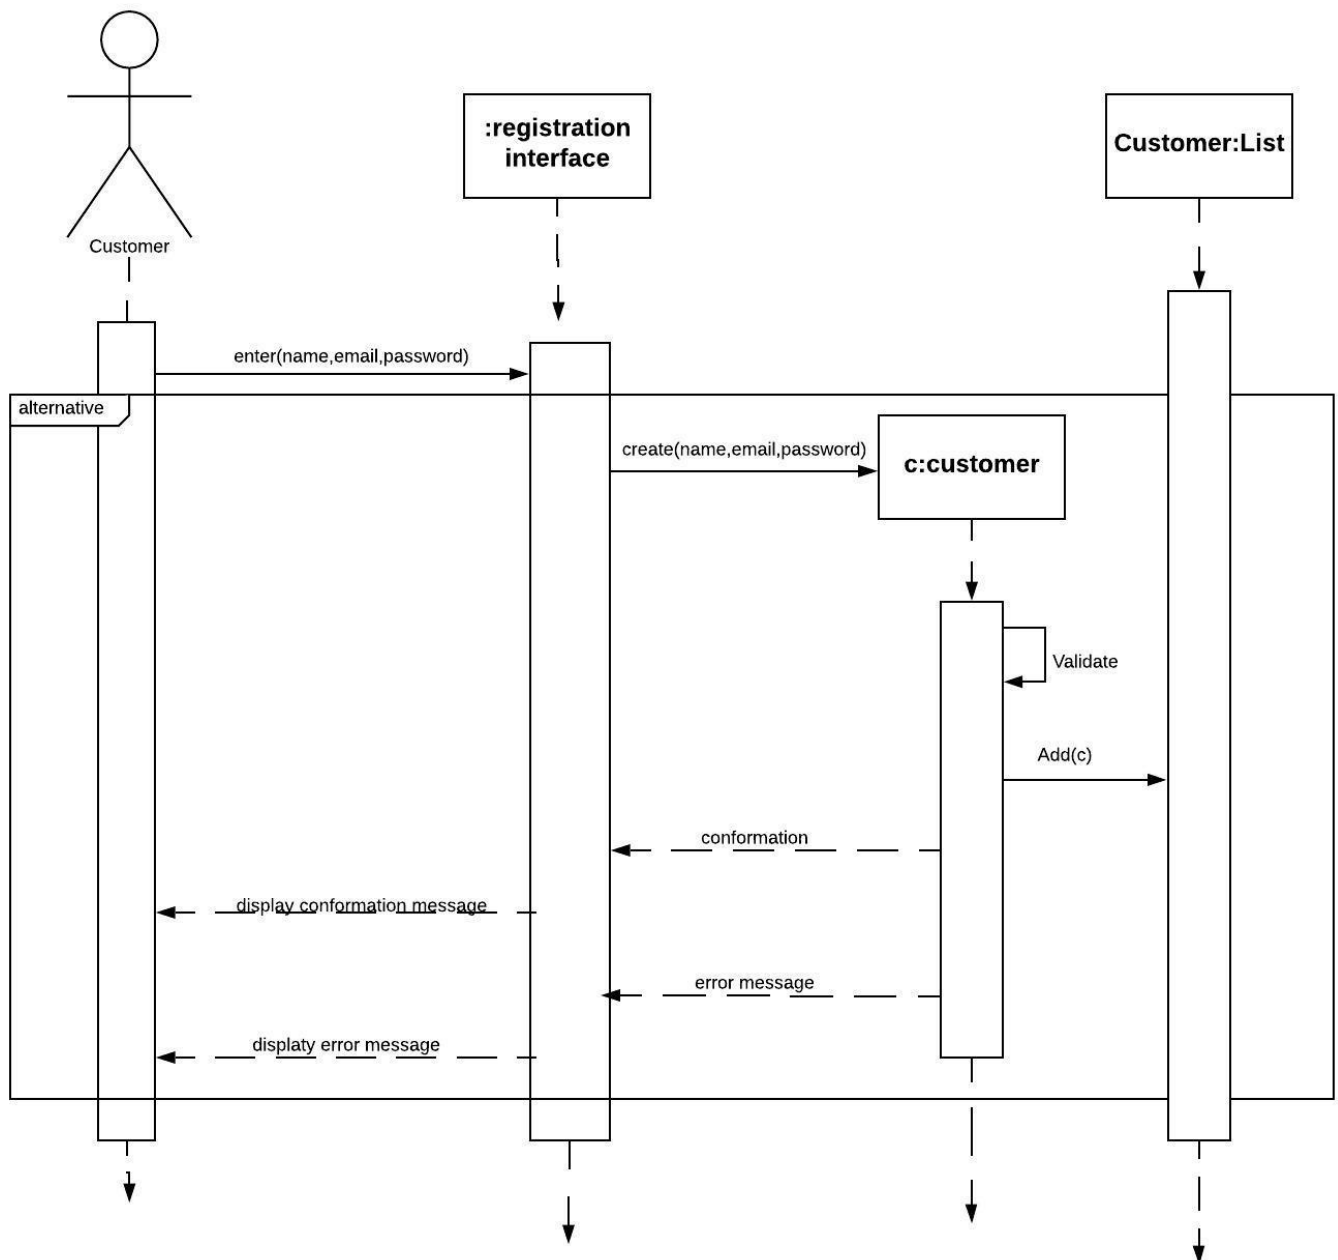 :registration
interface
Customer:List
Customer
enter(name,email,password)
alternative
create(name,email,password)
c:customer
Validate
Add(c)
conformation
display conformation message
error message
displaty error message